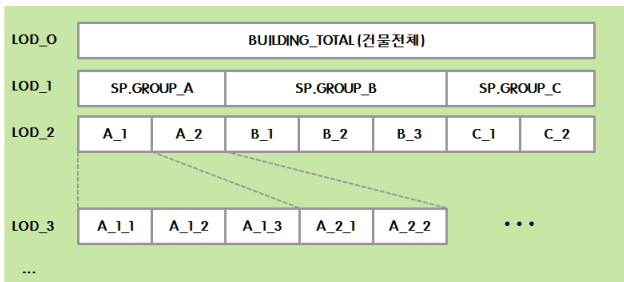 LOD_0 BUILDING_TOTAL (건물전체)
LOD_1 SP.GROUP_A SP.GROUP_B SP.GROUP_C
LOD_2 A_1 A_2 B_1 B_2 B_3 C_1 C_2
LOD_3 A_1_1 A_1_2 A_1_3 A_2_1 A_2_2 • • •
...